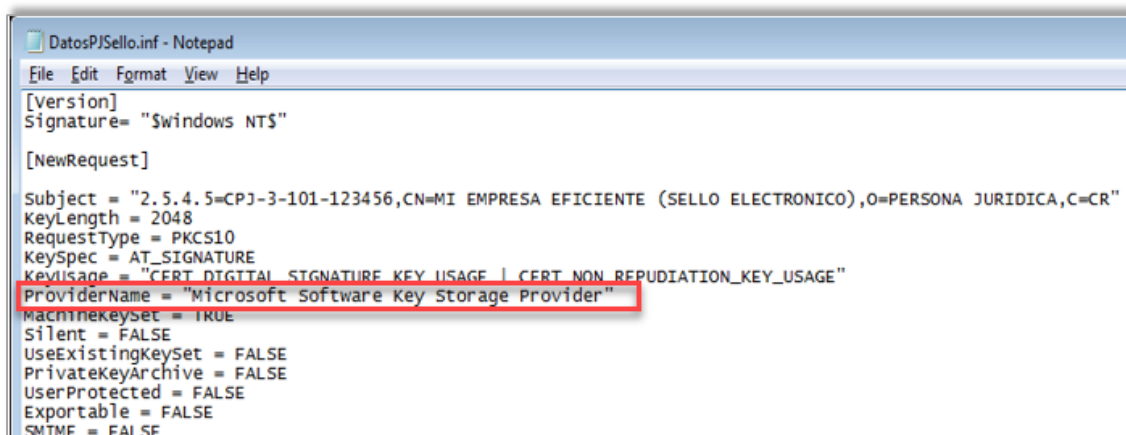 DatosPJSello.inf - Notepad
File Edit Format View Help
[Version]
Signature= "$Windows NT$"
[NewRequest]
Subject = "2.5.4.5=CPJ-3-101-123456,CN=MI EMPRESA EFICIENTE (SELLO ELECTRONICO),O=PERSONA JURIDICA,C=CR"
KeyLength = 2048
RequestType = PKCS10
KeySpec = AT_SIGNATURE
KeyUsage = "CERT_DIGITAL_SIGNATURE_KEY_USAGE | CERT_NON_REPUDIATION_KEY_USAGE"
ProviderName = "Microsoft Software Key Storage Provider"
MachineKeySet = TRUE
Silent = FALSE
UseExistingKeySet = FALSE
PrivateKeyArchive = FALSE
UserProtected = FALSE
Exportable = FALSE
SMIME = FALSE